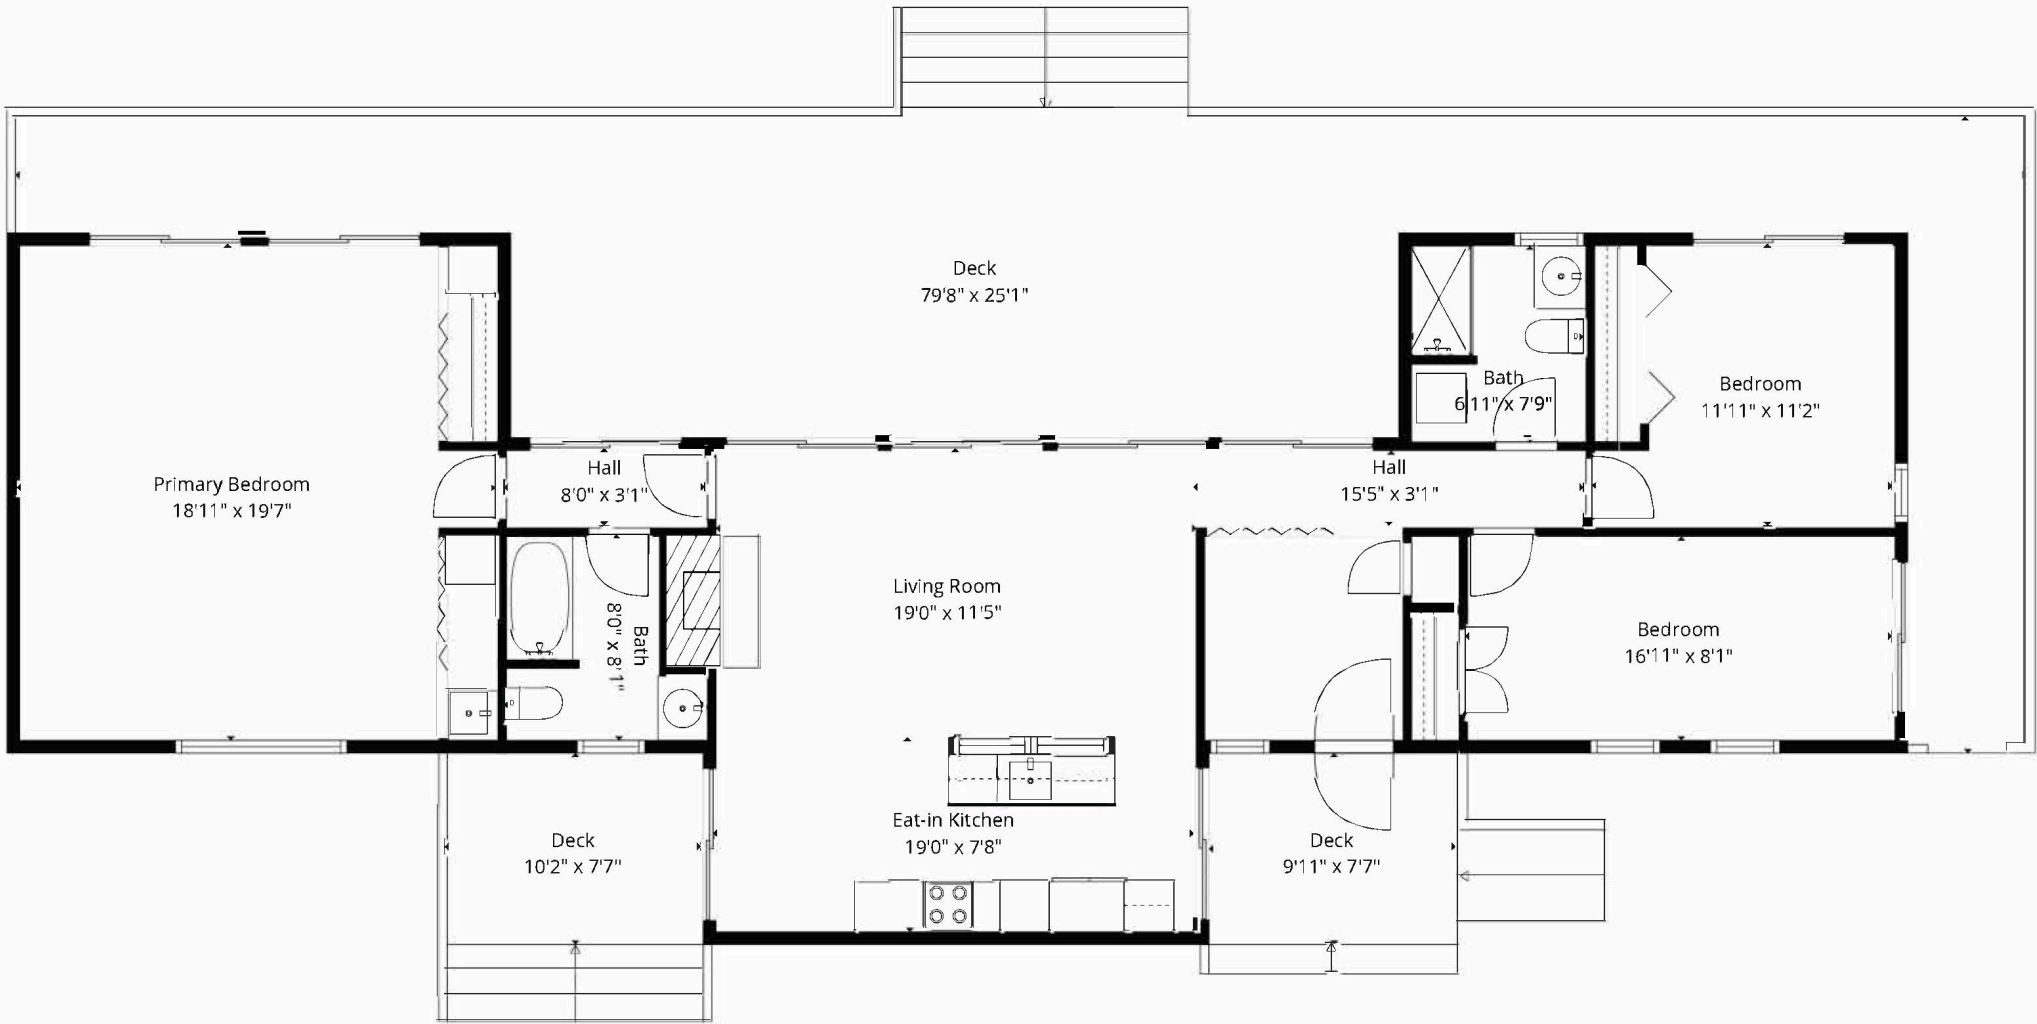 Deck
79'8" x 25'1"
Bath
6'11" x 7'9"
Bedroom
11'11" x 11'2"
Primary Bedroom
18'11" x 19'7"
Hall
8'0" x 3'1"
Hall
15'5" x 3'1"
Living Room
19'0" x 11'5"
Bath
8'0" x 8'1"
Bedroom
16'11" x 8'1"
Eat-in Kitchen
19'0" x 7'8"
Deck
10'2" x 7'7"
Deck
9'11" x 7'7"